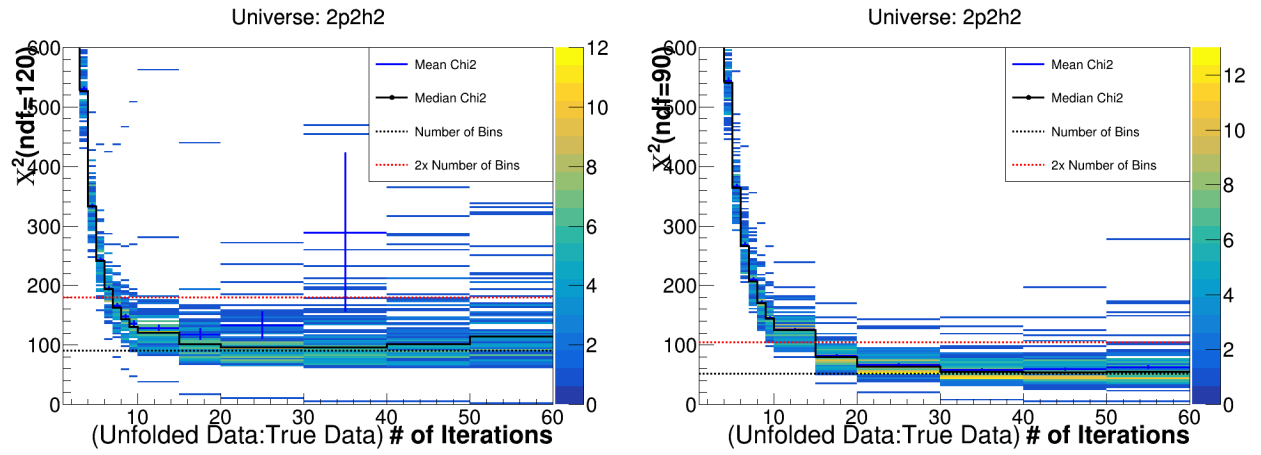 Universe: 2p2h2
Χ²(ndf=120)
600
500
400
300
200
100
0
Mean Chi2
Median Chi2
Number of Bins
2x Number of Bins
12
10
8
6
4
2
0
10 20 30 40 50 60
(Unfolded Data:True Data) # of Iterations
Universe: 2p2h2
Χ²(ndf=90)
600
500
400
300
200
100
0
Mean Chi2
Median Chi2
Number of Bins
2x Number of Bins
12
10
8
6
4
2
0
10 20 30 40 50 60
(Unfolded Data:True Data) # of Iterations